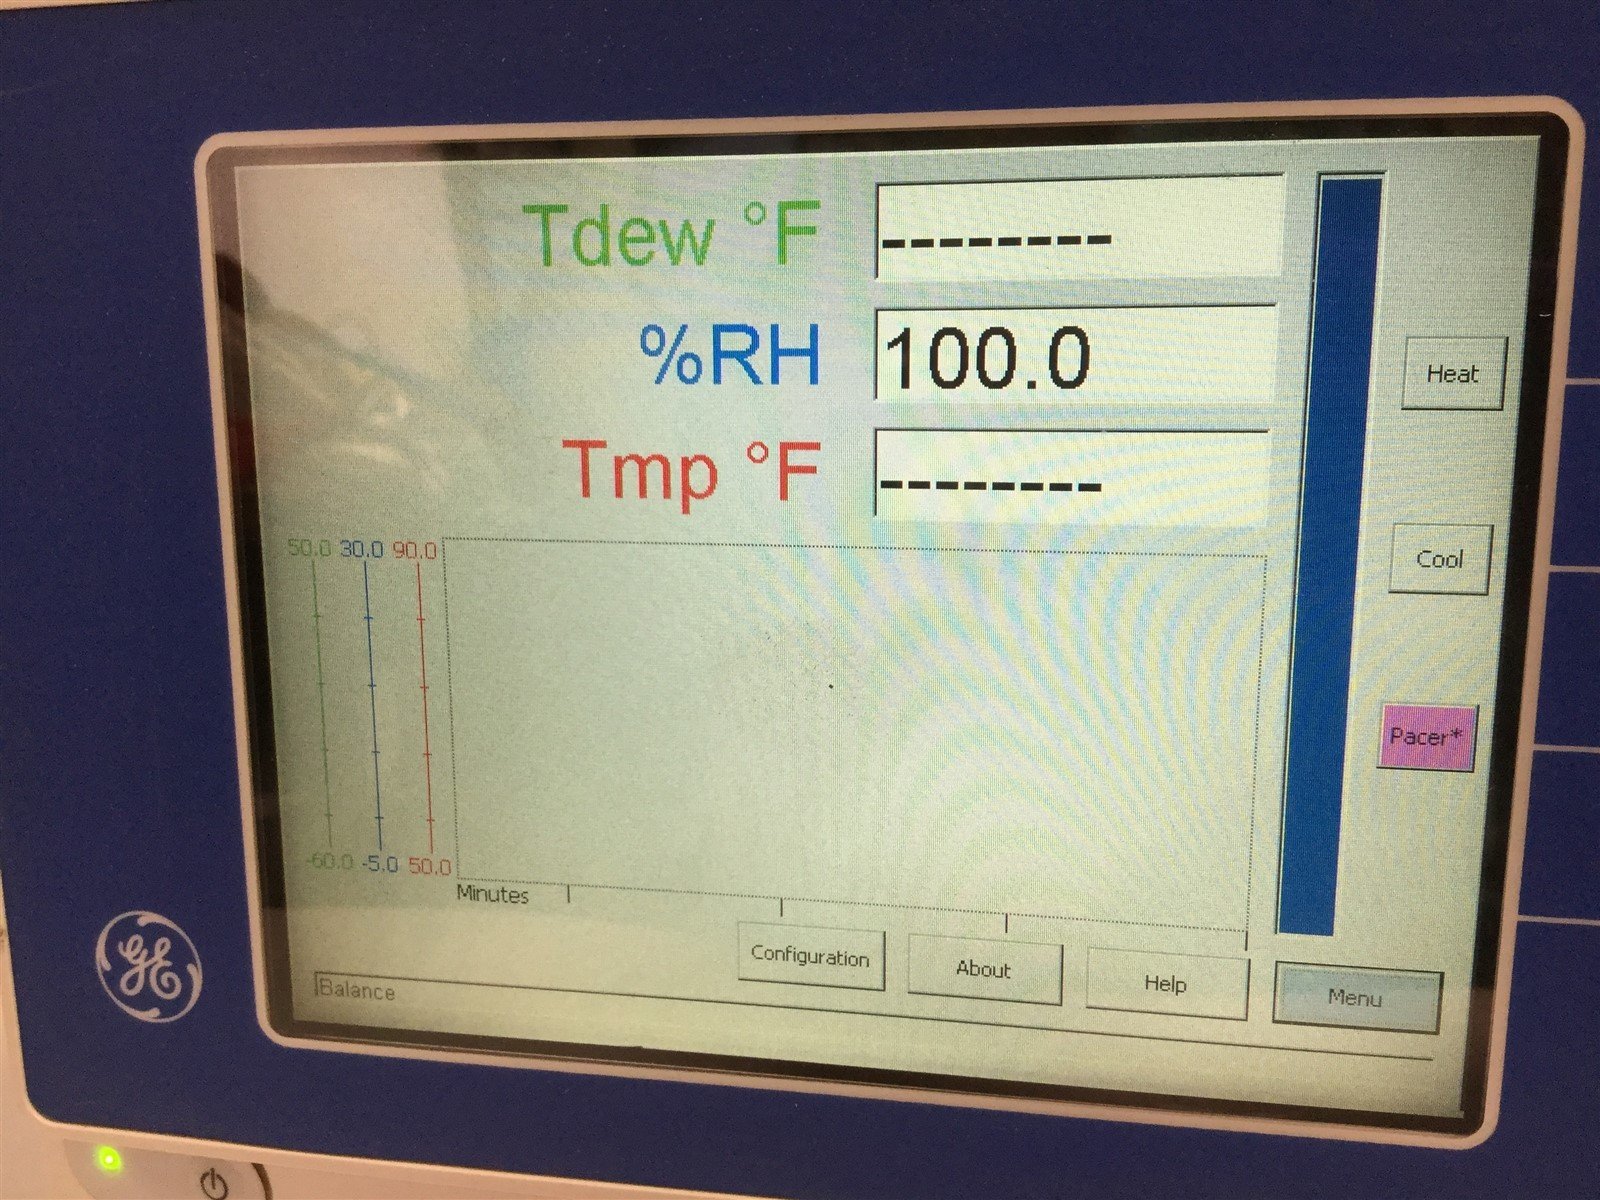 Tdew °F --------
%RH 100.0
Tmp °F --------
Heat
Cool
Pacer*
50.0 30.0 90.0
-60.0 -5.0 50.0
Minutes
Configuration About Help Menu
Balance
GE